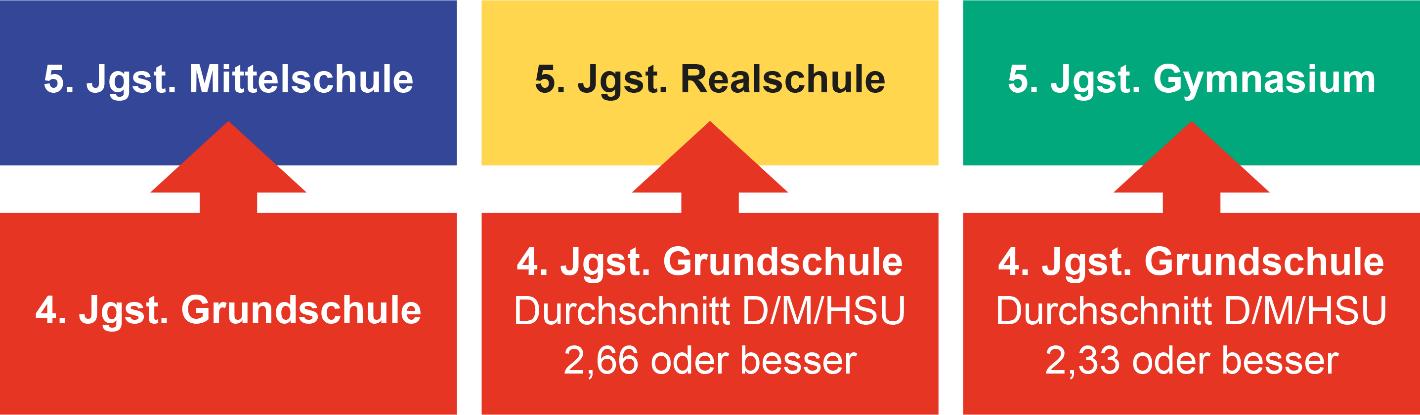 5. Jgst. Mittelschule
5. Jgst. Realschule
5. Jgst. Gymnasium
4. Jgst. Grundschule
4. Jgst. Grundschule
Durchschnitt D/M/HSU
2,66 oder besser
4. Jgst. Grundschule
Durchschnitt D/M/HSU
2,33 oder besser